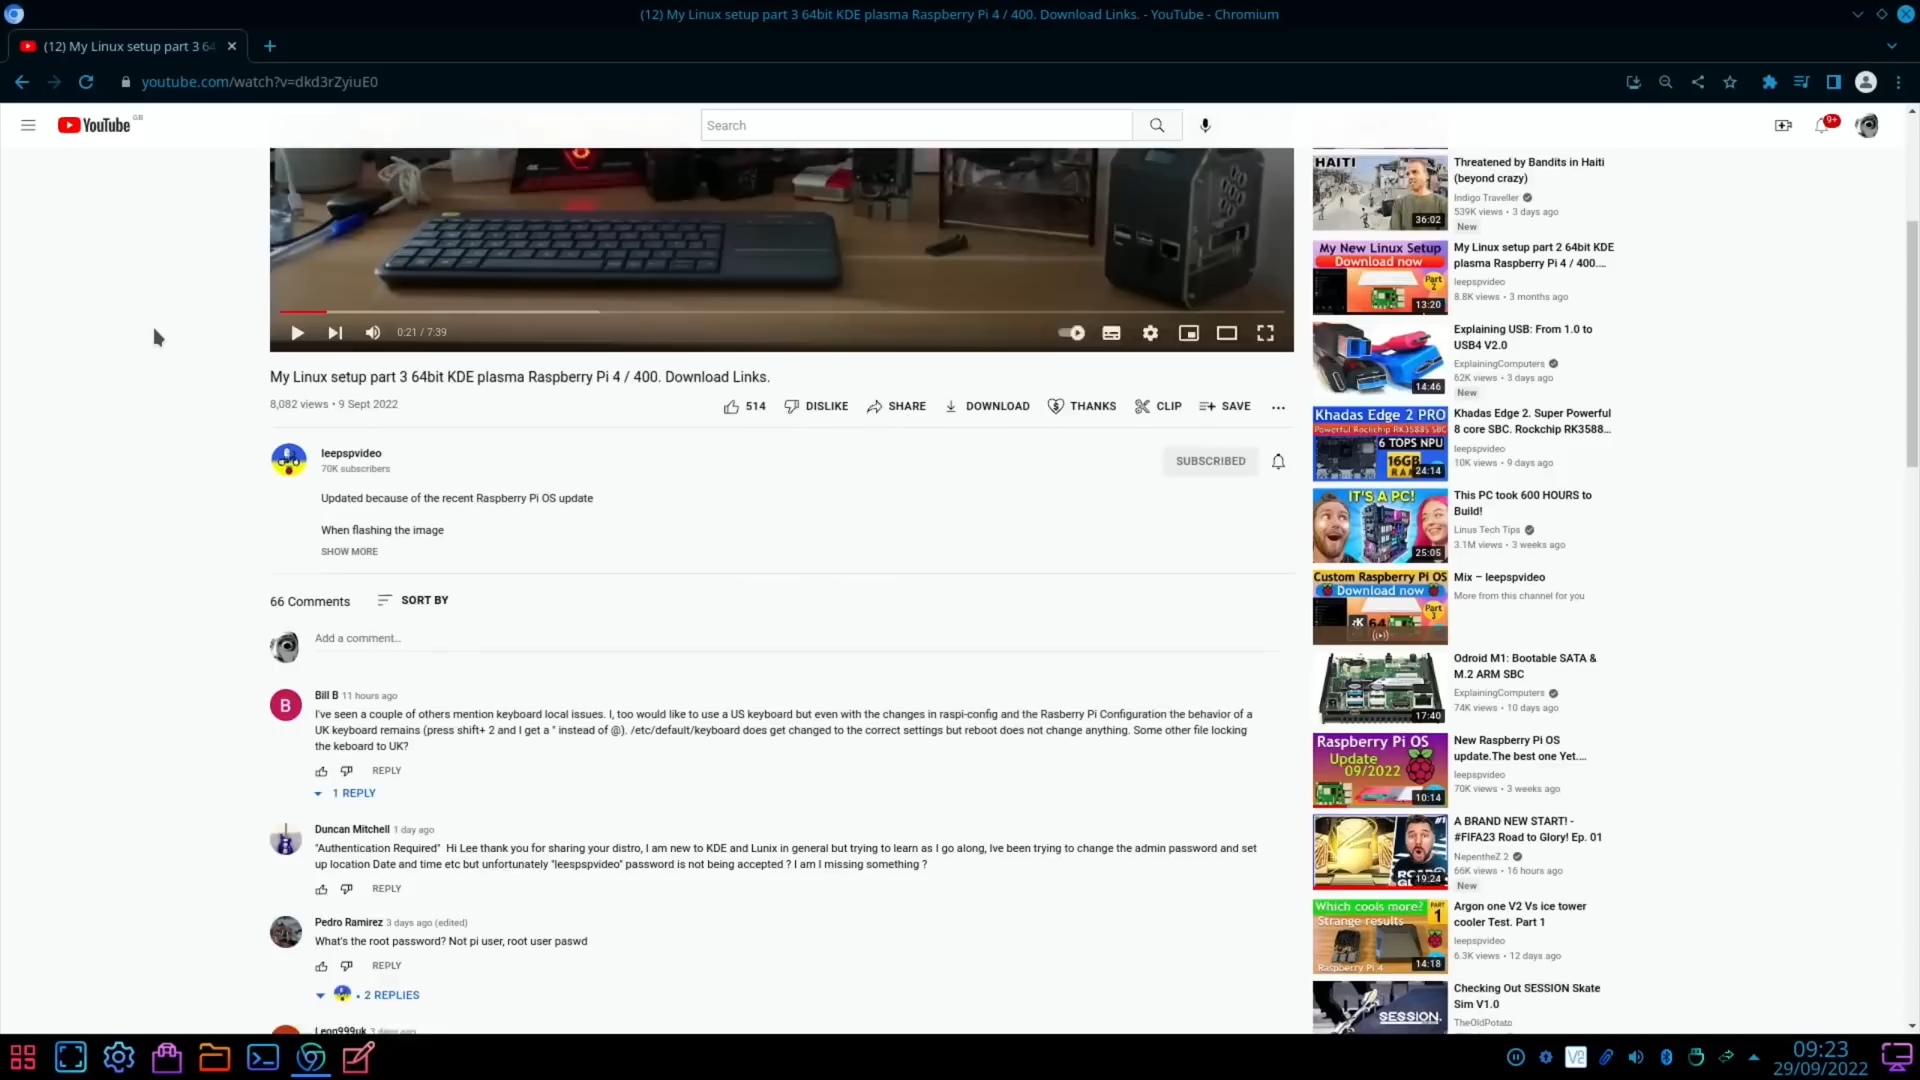 (12) My Linux setup part 3 64bit KDE plasma Raspberry Pi 4 / 400. Download Links. - YouTube - Chromium
(12) My Linux setup part 3 64
youtube.com/watch?v=dkd3rZyiuE0
YouTube GB
Search
9+
0:21 / 7:39
My Linux setup part 3 64bit KDE plasma Raspberry Pi 4 / 400. Download Links.
8,082 views • 9 Sept 2022
514
DISLIKE
SHARE
DOWNLOAD
THANKS
CLIP
SAVE
leepspvideo
70K subscribers
SUBSCRIBED
Updated because of the recent Raspberry Pi OS update
When flashing the image
SHOW MORE
66 Comments
SORT BY
Add a comment...
B
Bill B 11 hours ago
I've seen a couple of others mention keyboard local issues. I, too would like to use a US keyboard but even with the changes in raspi-config and the Rasberry Pi Configuration the behavior of a
UK keyboard remains (press shift+ 2 and I get a " instead of @). /etc/default/keyboard does get changed to the correct settings but reboot does not change anything. Some other file locking
the keboard to UK?
REPLY
1 REPLY
Duncan Mitchell 1 day ago
"Authentication Required" Hi Lee thank you for sharing your distro, I am new to KDE and Lunix in general but trying to learn as I go along, Ive been trying to change the admin password and set
up location Date and time etc but unfortunately "leespspvideo" password is not being accepted ? I am I missing something ?
REPLY
Pedro Ramirez 3 days ago (edited)
What's the root password? Not pi user, root user paswd
REPLY
• 2 REPLIES
Leon999uk 3 days ago
HAITI
36:02
Threatened by Bandits in Haiti
(beyond crazy)
Indigo Traveller
539K views • 3 days ago
New
My New Linux Setup
Download now
Part
2
13:20
My Linux setup part 2 64bit KDE
plasma Raspberry Pi 4 / 400....
leepspvideo
8.8K views • 3 months ago
14:46
Explaining USB: From 1.0 to
USB4 V2.0
ExplainingComputers
62K views • 3 days ago
New
Khadas Edge 2 PRO
Powerful Rockchip RK3588S SBC
6 TOPS NPU
16GB
RAM
24:14
Khadas Edge 2. Super Powerful
8 core SBC. Rockchip RK3588...
leepspvideo
10K views • 9 days ago
IT'S A PC!
25:05
This PC took 600 HOURS to
Build!
Linus Tech Tips
3.1M views • 3 weeks ago
Custom Raspberry Pi OS
Download now
Part
3
64
Mix – leepspvideo
More from this channel for you
17:40
Odroid M1: Bootable SATA &
M.2 ARM SBC
ExplainingComputers
74K views • 10 days ago
Raspberry Pi OS
Update
09/2022
10:14
New Raspberry Pi OS
update.The best one Yet....
leepspvideo
70K views • 3 weeks ago
#1
19:24
A BRAND NEW START! -
#FIFA23 Road to Glory! Ep. 01
NepentheZ 2
66K views • 16 hours ago
New
Which cools more?
Strange results
PART
1
Raspberry Pi 4
14:18
Argon one V2 Vs ice tower
cooler Test. Part 1
leepspvideo
6.3K views • 12 days ago
SESSION.
Checking Out SESSION Skate
Sim V1.0
TheOldPotato
09:23
29/09/2022